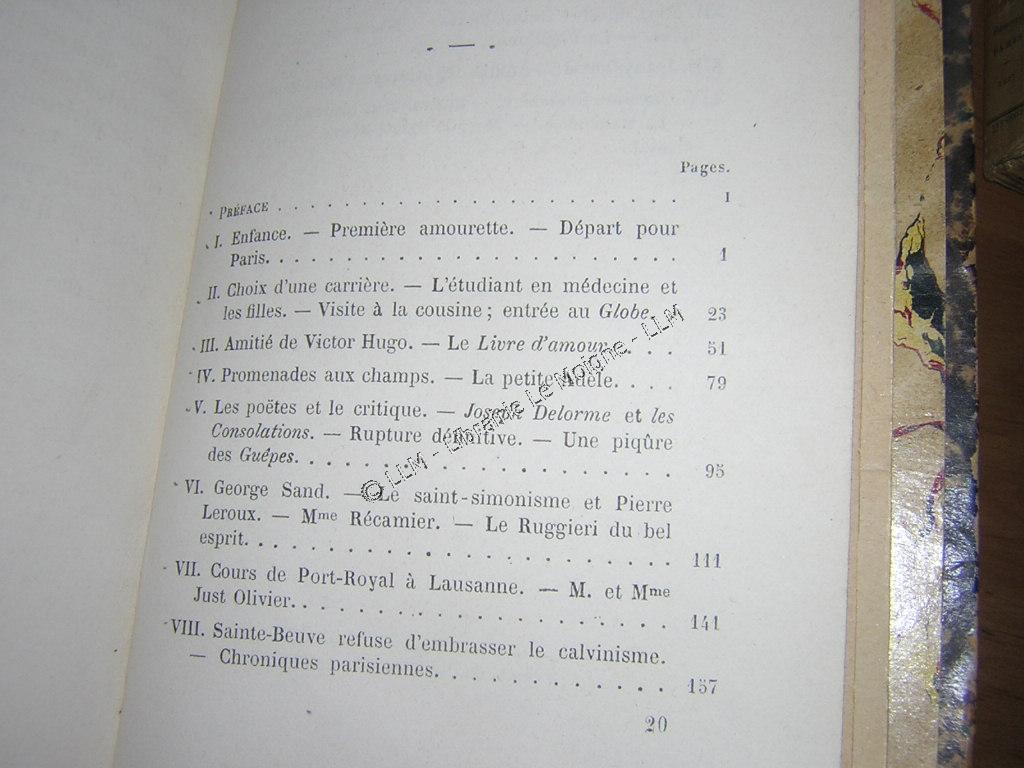 Pages.
PRÉFACE . . . . . . . . . . . . . . . . . . . . . . I
I. Enfance. — Première amourette. — Départ pour
Paris. . . . . . . . . . . . . . . . . . . . . . 1
II. Choix d'une carrière. — L'étudiant en médecine et
les filles. — Visite à la cousine ; entrée au Globe. . 23
III. Amitié de Victor Hugo. — Le Livre d'amour. . . . 51
IV. Promenades aux champs. — La petite Adèle. . . . . 79
V. Les poëtes et le critique. — Joseph Delorme et les
Consolations. — Rupture définitive. — Une piqûre
des Guêpes. . . . . . . . . . . . . . . . . . . . 95
VI. George Sand. — Le saint-simonisme et Pierre
Leroux. — Mme Récamier. — Le Ruggieri du bel
esprit. . . . . . . . . . . . . . . . . . . . . . 111
VII. Cours de Port-Royal à Lausanne. — M. et Mme
Just Olivier. . . . . . . . . . . . . . . . . . . 141
VIII. Sainte-Beuve refuse d'embrasser le calvinisme.
— Chroniques parisiennes. . . . . . . . . . . . . 157
20
© LLM - Librairie Le Moigne - LLM